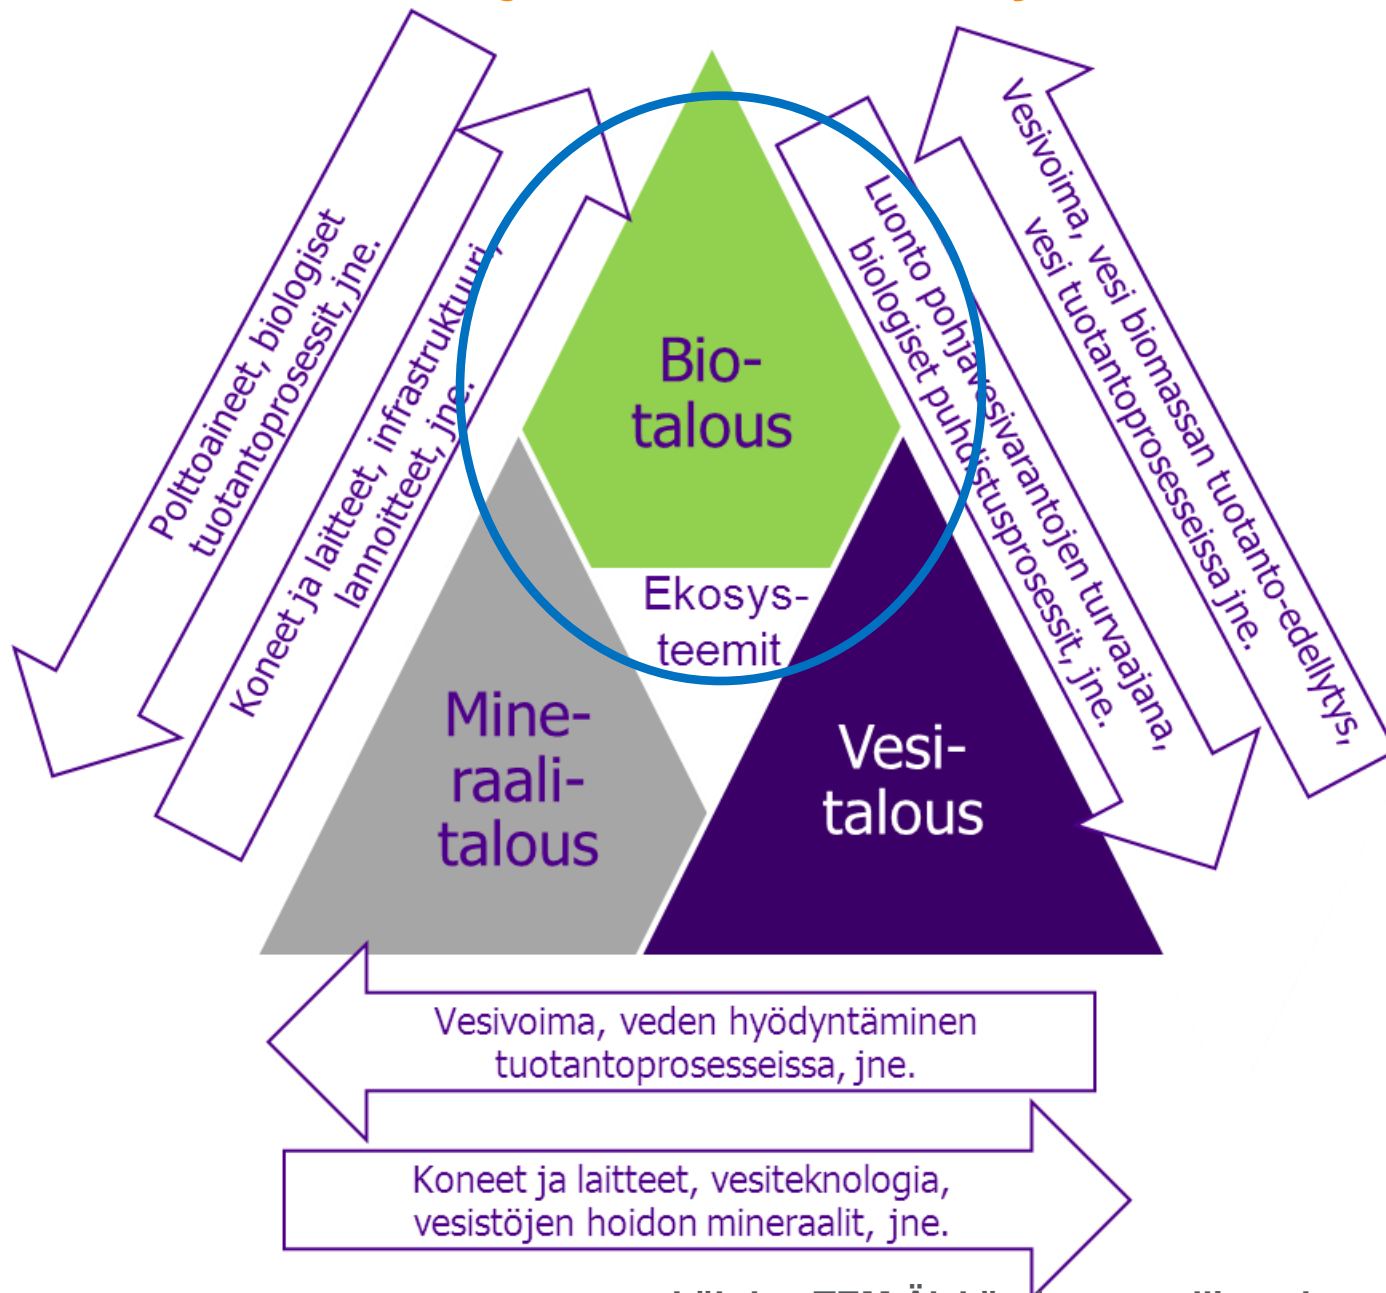 Bio-
talous
Ekosys-
teemit
Mine-
raali-
talous
Vesi-
talous
Polttoaineet, biologiset
tuotantoprosessit, jne.
Koneet ja laitteet, infrastruktuuri,
lannoitteet, jne.
Luonto pohjavesivarantojen turvaajana,
biologiset puhdistusprosessit, jne.
Vesivoima, vesi biomassan tuotanto-edellytys,
vesi tuotantoprosesseissa jne.
Vesivoima, veden hyödyntäminen
tuotantoprosesseissa, jne.
Koneet ja laitteet, vesiteknologia,
vesistöjen hoidon mineraalit, jne.